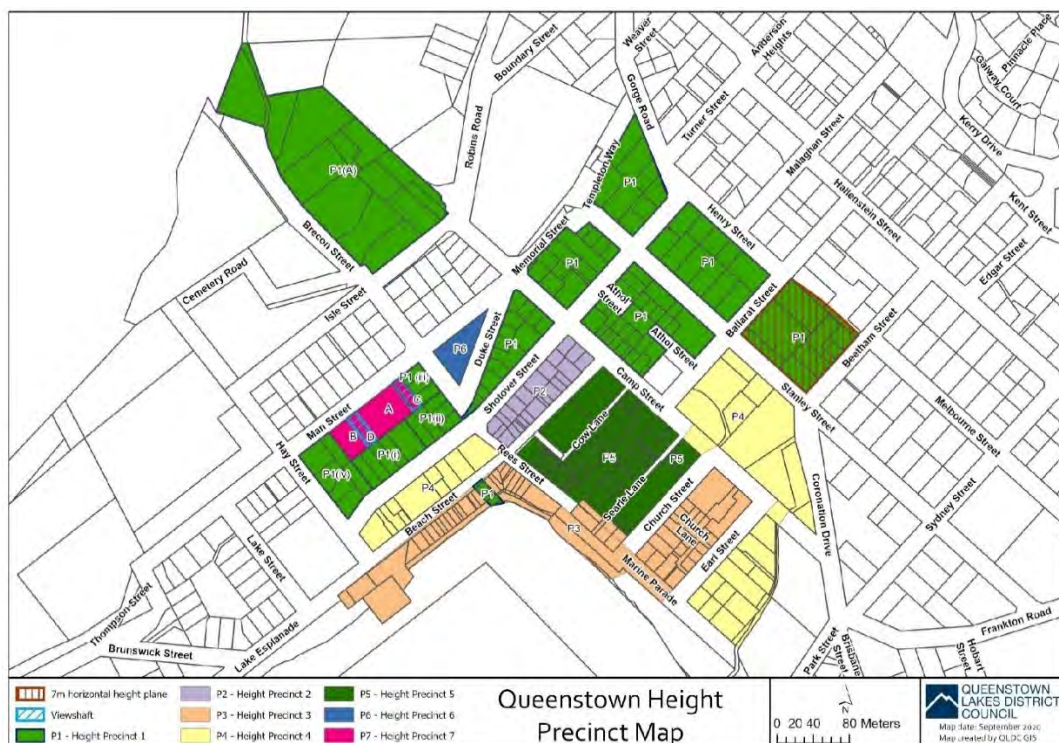 Weaver
Street
Anderson
Heights
Pinnacle Place
Galway Court
Boundary Street
Gorge Road
Turner Street
Kerry Drive
Robins Road
Malaghan Street
Templeton Way
P1(A)
P1
Hallenstein Street
Kent Street
Henry Street
Edgar Street
Brecon Street
Memorial Street
Cemetery Road
P1
P1
Isle Street
Athol
Street
P1
Ballarat Street
P1
Beetham Street
Athol Street
Duke Street
P6
P1
Shotover Street
Camp Street
Stanley Street
Melbourne Street
P1 (iii)
C
P2
Man Street
A
P1(ii)
P4
Cow Lane
B
D
P1(i)
P5
P5
Hay Street
P1(iv)
Rees Street
P4
Searle Lane
Church Street
Coronation Drive
Sydney Street
Beach Street
P1
P3
Church
Lane
Lake Street
Earl Street
Marine Parade
Thompson Street
Frankton Road
Park Street
Brisbane
Street
Hobart
Street
Brunswick Street
Lake Esplanade
7m horizontal height plane
Viewshaft
P1 - Height Precinct 1
P2 - Height Precinct 2
P3 - Height Precinct 3
P4 - Height Precinct 4
P5 - Height Precinct 5
P6 - Height Precinct 6
P7 - Height Precinct 7
Queenstown Height
Precinct Map
N
0 20 40 80 Meters
QUEENSTOWN
LAKES DISTRICT
COUNCIL
Map date: September 2020
Map created by QLDC GIS